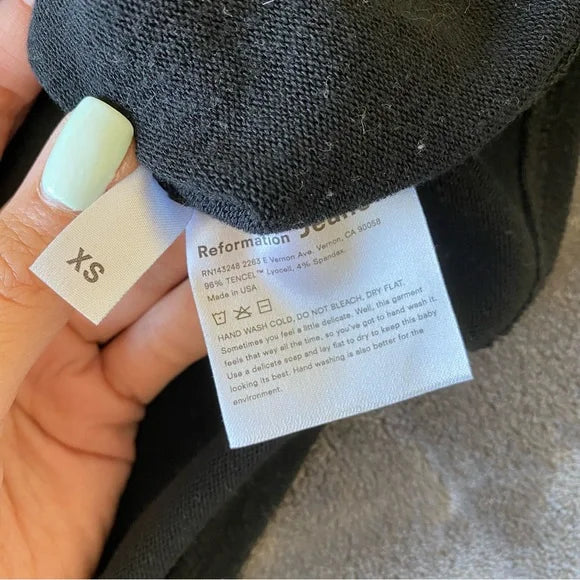 XS
Reformation Jeans
RN143248 2263 E Vernon Ave, Vernon, CA 90058
96% TENCEL™ Lyocell, 4% Spandex
Made in USA
HAND WASH COLD, DO NOT BLEACH, DRY FLAT.
Sometimes you feel a little delicate. Well, this garment
feels that way all the time, so you've got to hand wash it.
Use a delicate soap and lay flat to dry to keep this baby
looking its best. Hand washing is also better for the
environment.